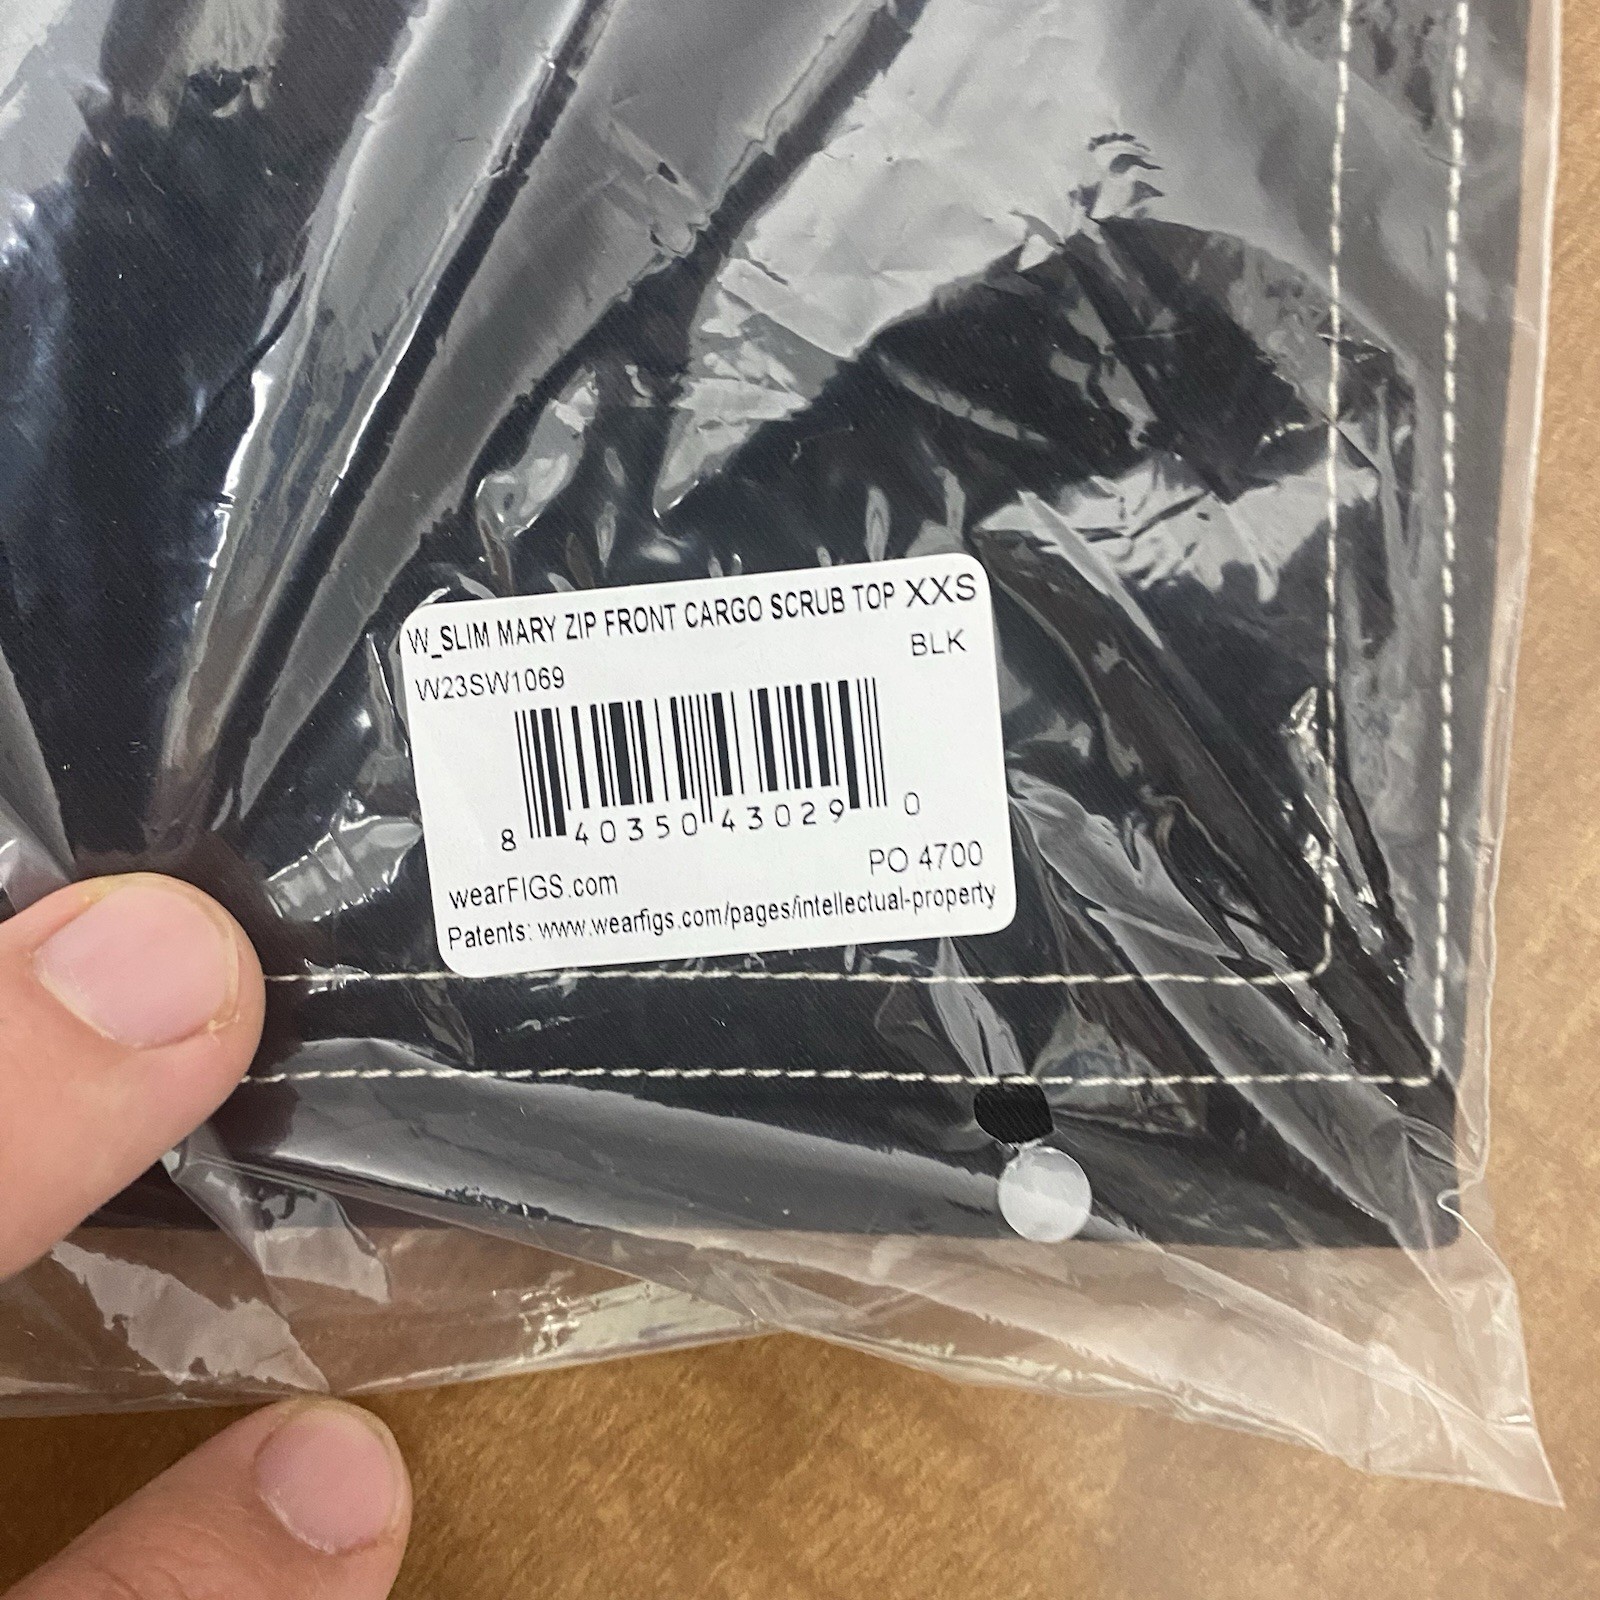 W_SLIM MARY ZIP FRONT CARGO SCRUB TOP XXS
BLK
W23SW1069
8 40350 43029 0
PO 4700
wearFIGS.com
Patents: www.wearfigs.com/pages/intellectual-property